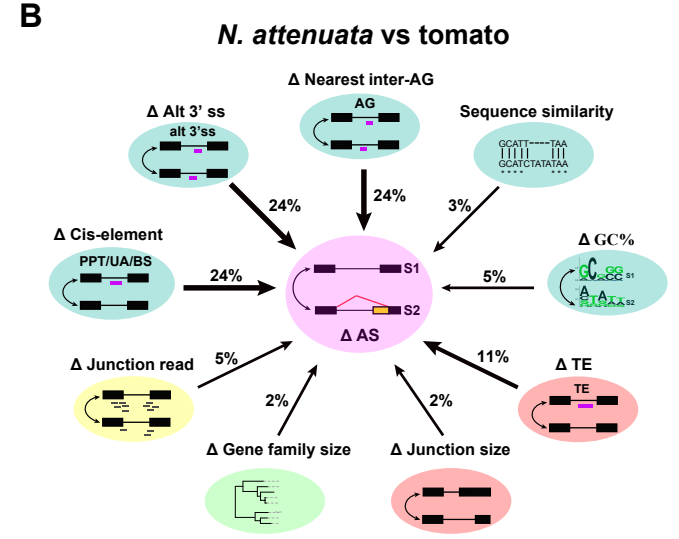 B
N. attenuata vs tomato
Δ Nearest inter-AG
AG
Δ Alt 3' ss
alt 3'ss
Sequence similarity
GCATT----TAA
GCATCTATATAA
**** ***
24%
24%
3%
Δ Cis-element
PPT/UA/BS
24%
S1
S2
Δ AS
5%
Δ GC%
S1
S2
Δ Junction read
5%
11%
Δ TE
TE
2%
2%
Δ Gene family size
Δ Junction size